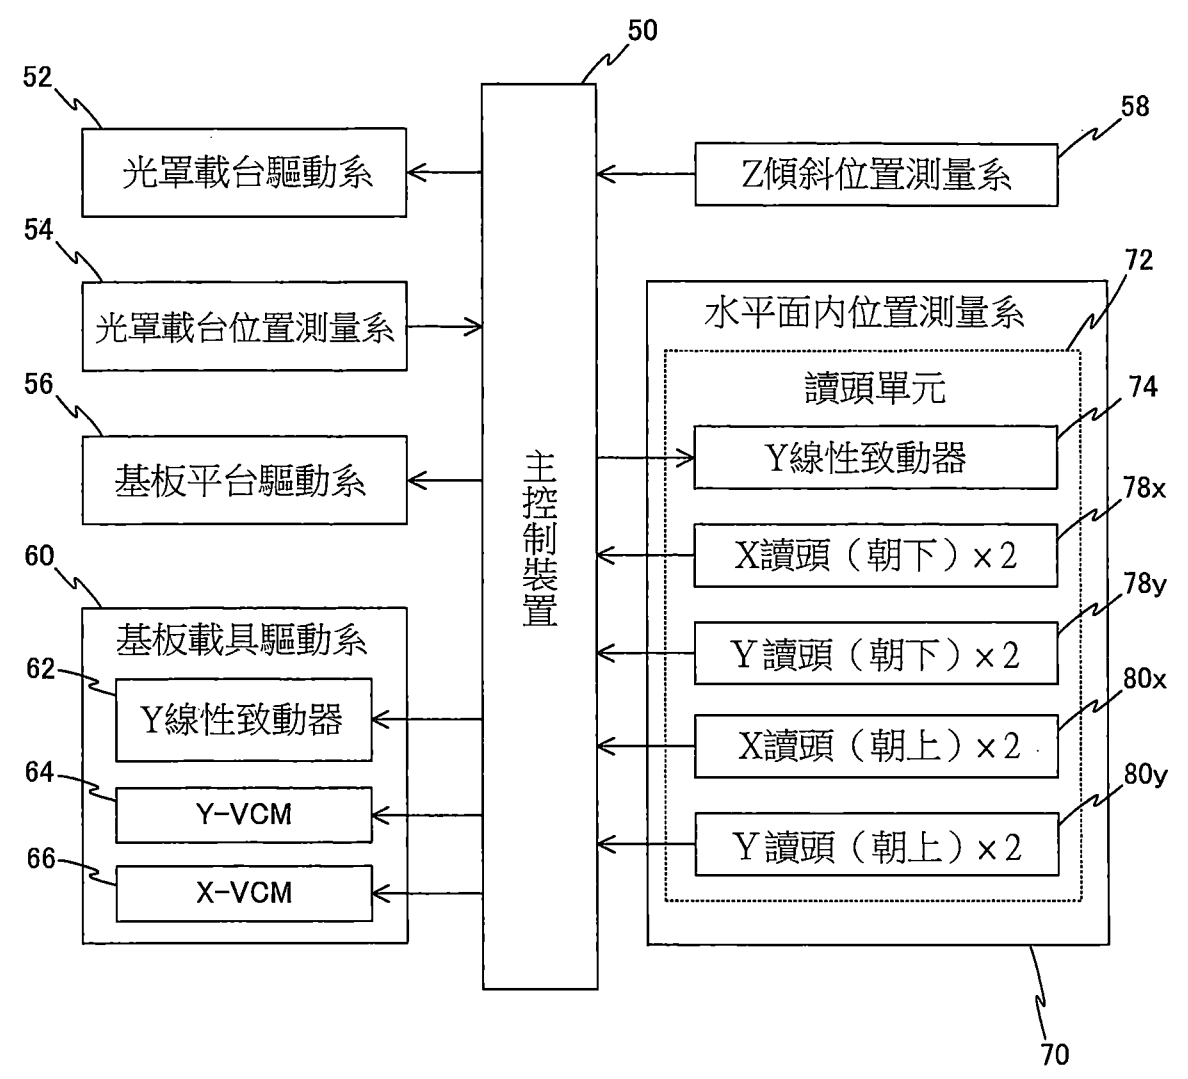 50
52
光罩載台驅動系
54
光罩載台位置測量系
56
基板平台驅動系
60
基板載具驅動系
62
Y線性致動器
64
Y-VCM
66
X-VCM
主控制裝置
58
Z傾斜位置測量系
72
水平面内位置測量系
讀頭單元
74
Y線性致動器
78x
X讀頭（朝下）×2
78y
Y讀頭（朝下）×2
80x
X讀頭（朝上）×2
80y
Y讀頭（朝上）×2
70